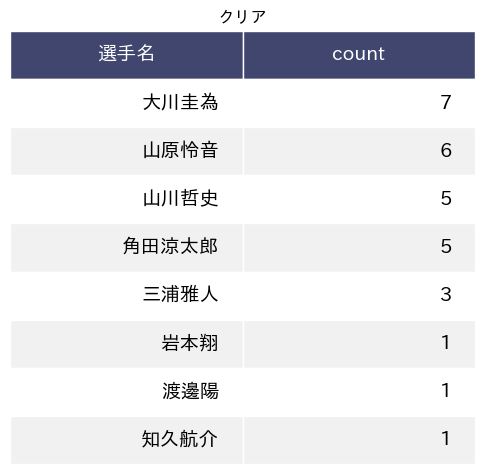 クリア
選手名 count
大川圭為 7
山原怜音 6
山川哲史 5
角田涼太郎 5
三浦雅人 3
岩本翔 1
渡邊陽 1
知久航介 1